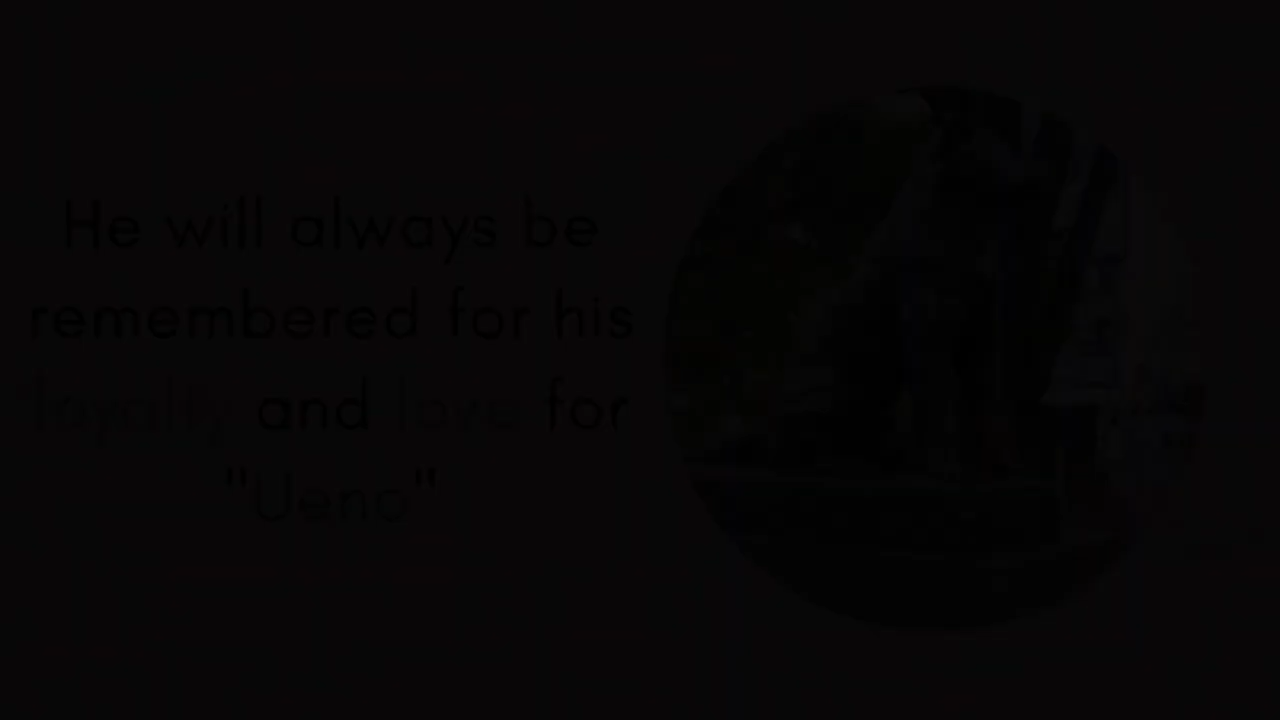 He will always be
remembered for his
loyalty and love for
"Ueno"